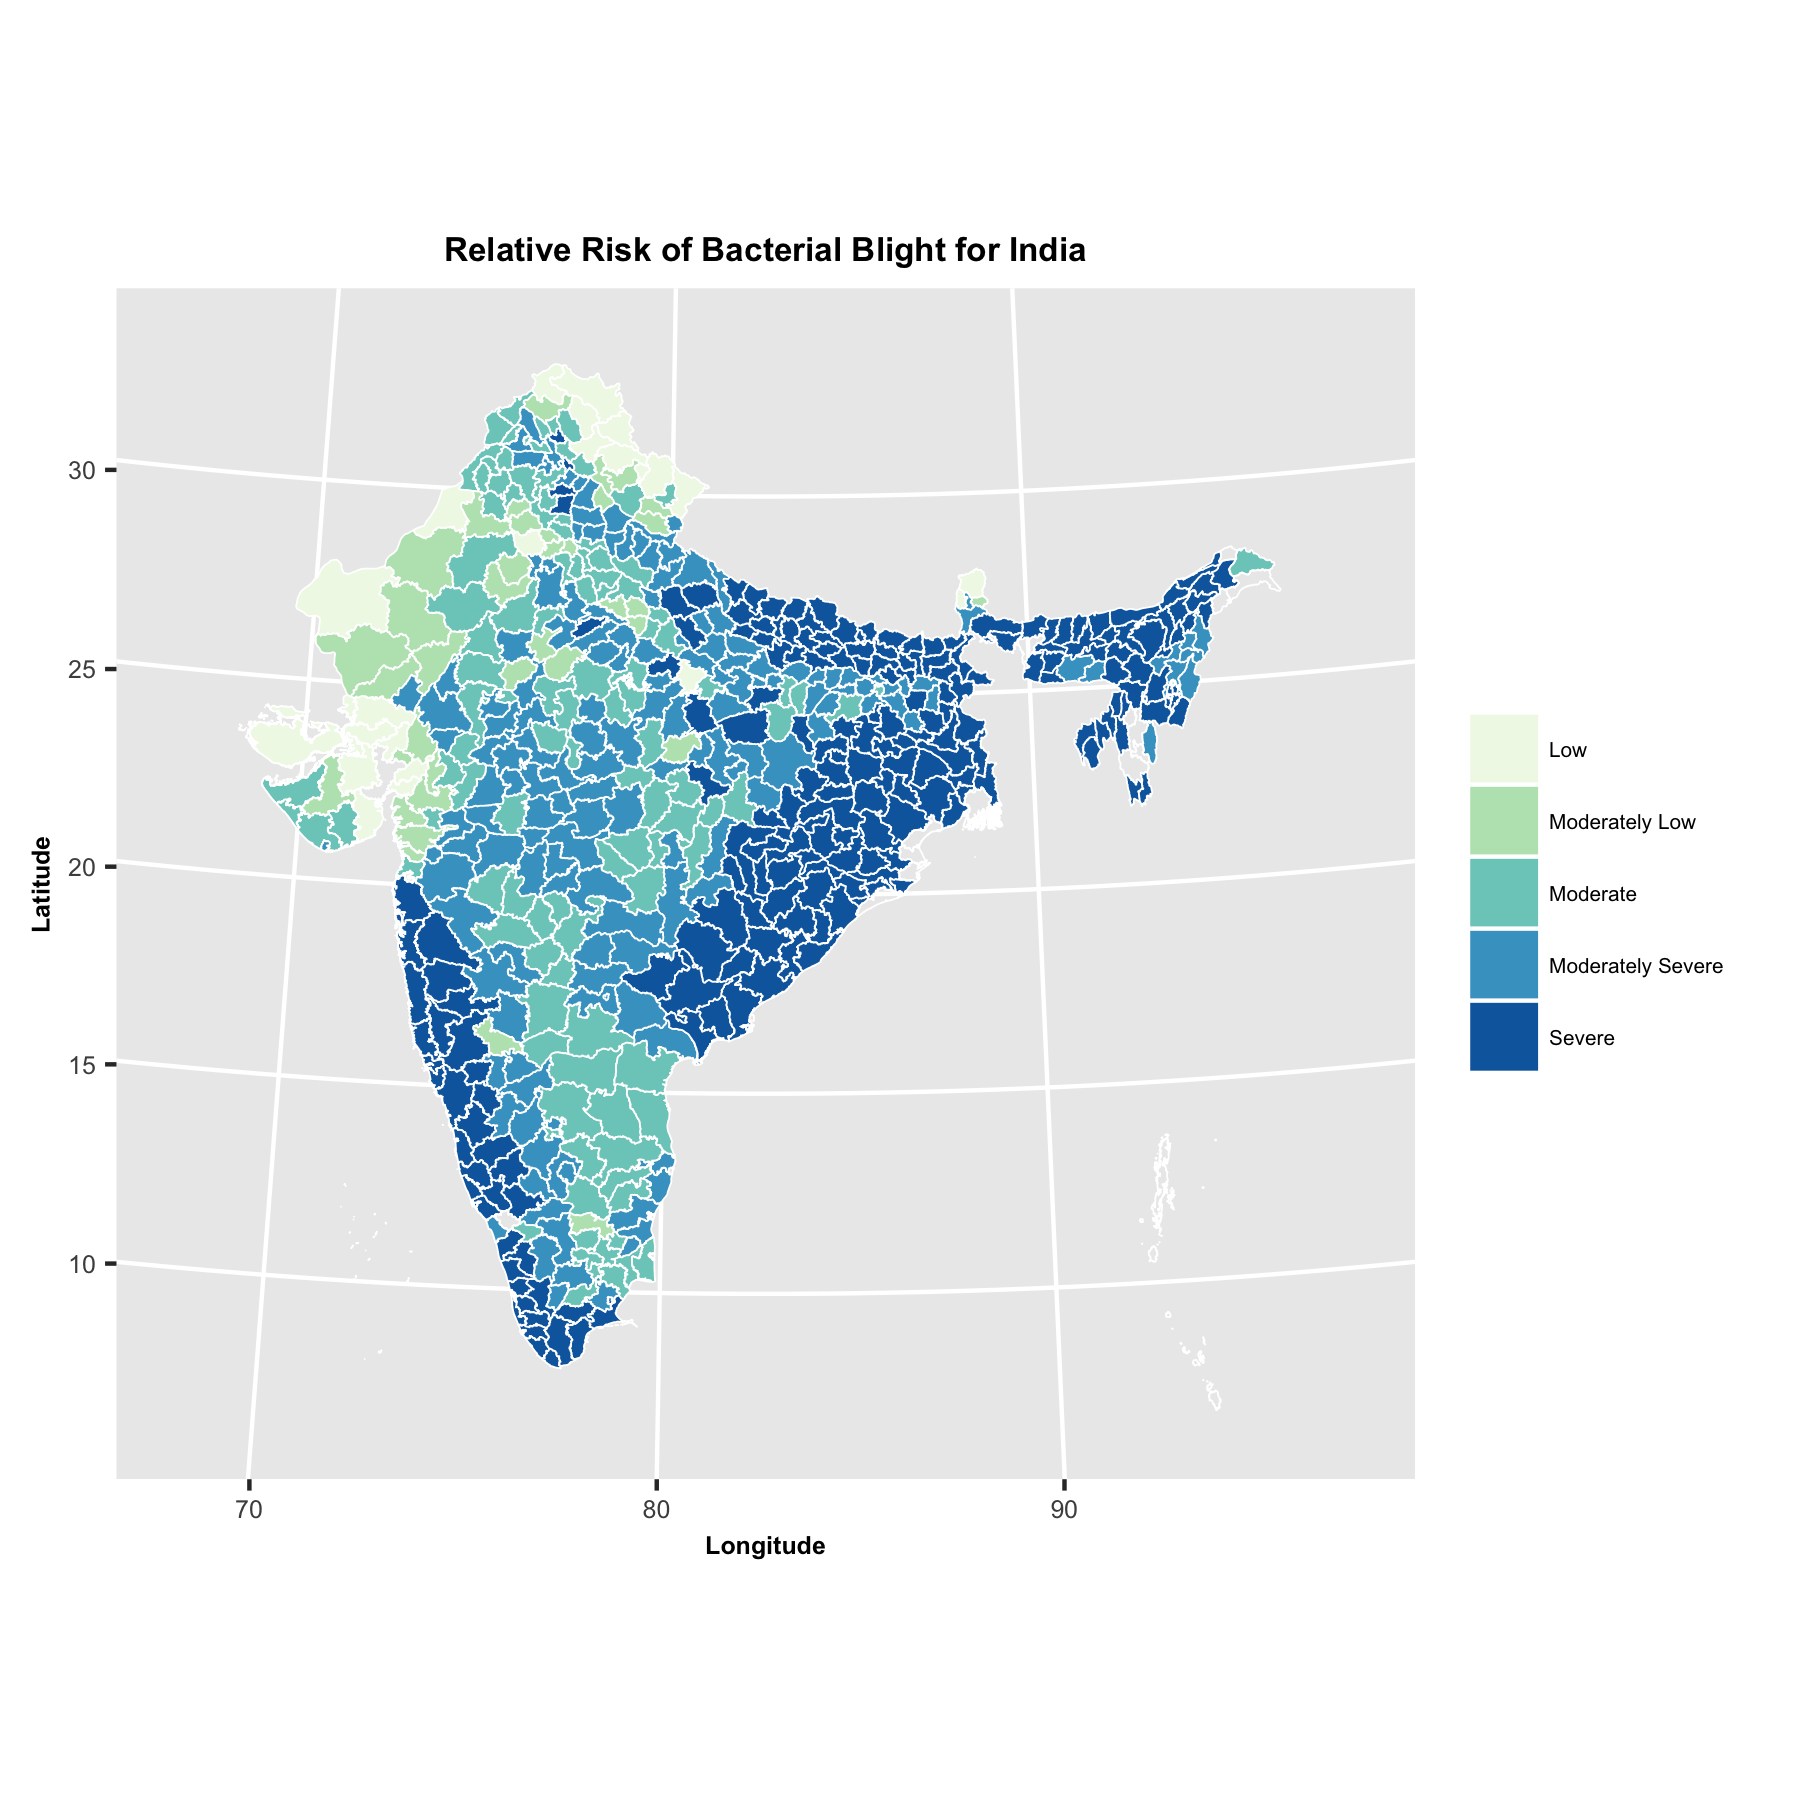 Relative Risk of Bacterial Blight for India
30
25
20
15
10
Latitude
70
80
90
Longitude
Low
Moderately Low
Moderate
Moderately Severe
Severe